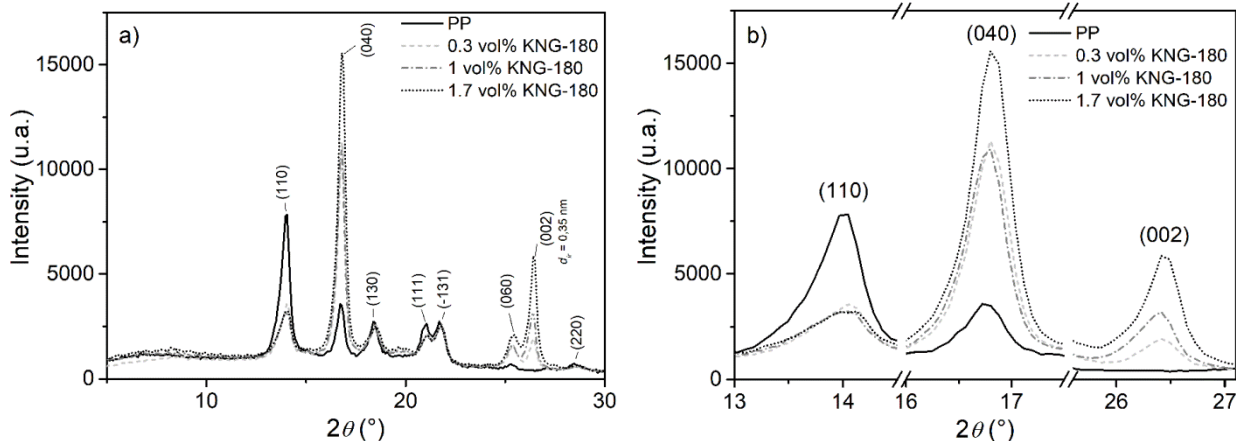 a)
PP
0.3 vol% KNG-180
1 vol% KNG-180
1.7 vol% KNG-180
(110)
(040)
(130)
(111)
(-131)
(060)
(002)
d_tr = 0,35 nm
(220)
Intensity (u.a.)
15000
10000
5000
0
10
20
30
2θ (°)
b)
PP
0.3 vol% KNG-180
1 vol% KNG-180
1.7 vol% KNG-180
(110)
(040)
(002)
Intensity (u.a.)
15000
10000
5000
0
13
14
16
17
26
27
2θ (°)